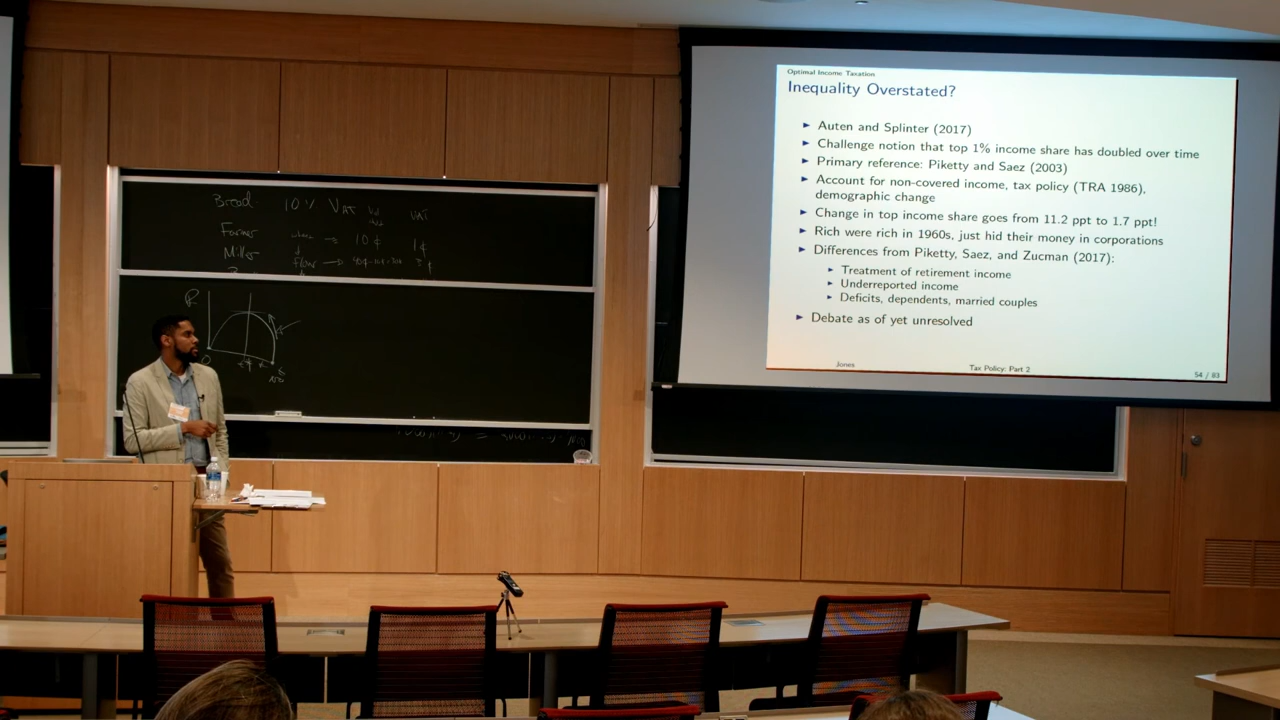 Bread: 10% VAT VAT
Farmer → 10¢ 1¢
Miller flour → 3¢
R
0
100
Optimal Income Taxation
Inequality Overstated?
► Auten and Splinter (2017)
► Challenge notion that top 1% income share has doubled over time
► Primary reference: Piketty and Saez (2003)
► Account for non-covered income, tax policy (TRA 1986),
demographic change
► Change in top income share goes from 11.2 ppt to 1.7 ppt!
► Rich were rich in 1960s, just hid their money in corporations
► Differences from Piketty, Saez, and Zucman (2017):
► Treatment of retirement income
► Underreported income
► Deficits, dependents, married couples
► Debate as of yet unresolved
Jones Tax Policy: Part 2 54 / 83